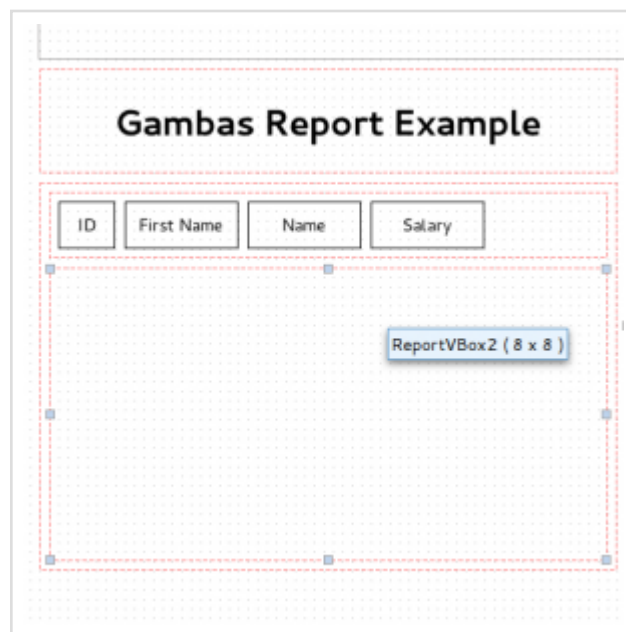 Gambas Report Example
ID First Name Name Salary
ReportVBox2 ( 8 x 8 )